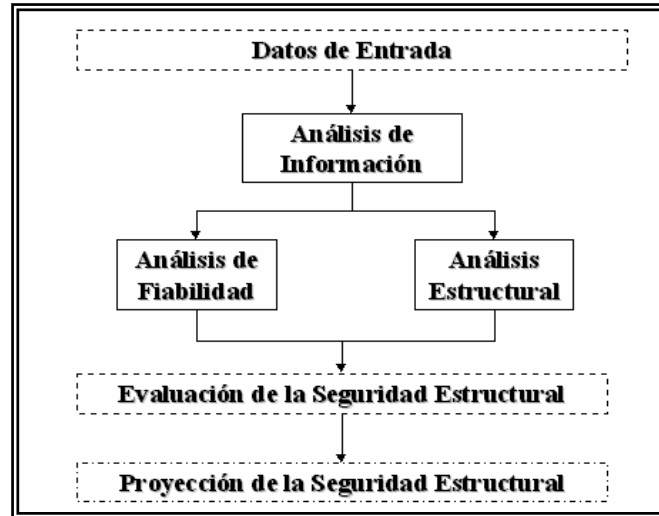 Datos de Entrada
Análisis de
Información
Análisis de
Fiabilidad
Análisis
Estructural
Evaluación de la Seguridad Estructural
Proyección de la Seguridad Estructural